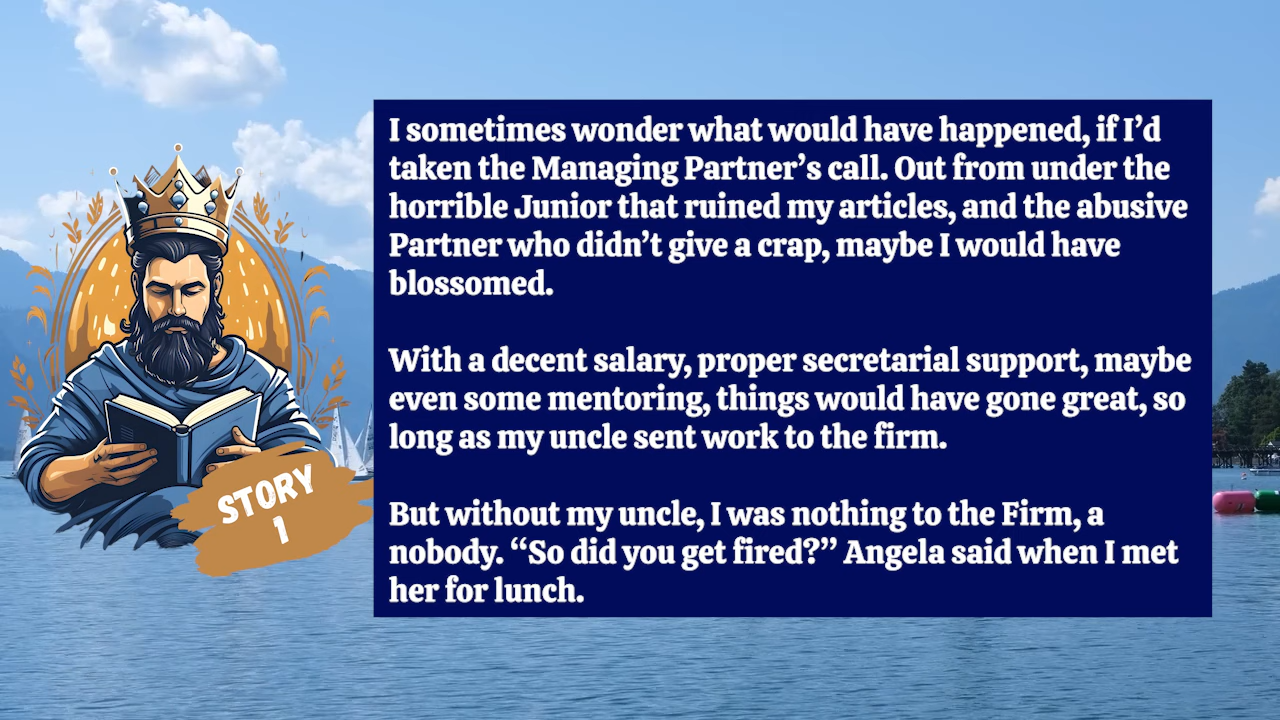 I sometimes wonder what would have happened, if I’d
taken the Managing Partner’s call. Out from under the
horrible Junior that ruined my articles, and the abusive
Partner who didn’t give a crap, maybe I would have
blossomed.
With a decent salary, proper secretarial support, maybe
even some mentoring, things would have gone great, so
long as my uncle sent work to the firm.
But without my uncle, I was nothing to the Firm, a
nobody. “So did you get fired?” Angela said when I met
her for lunch.
STORY
1